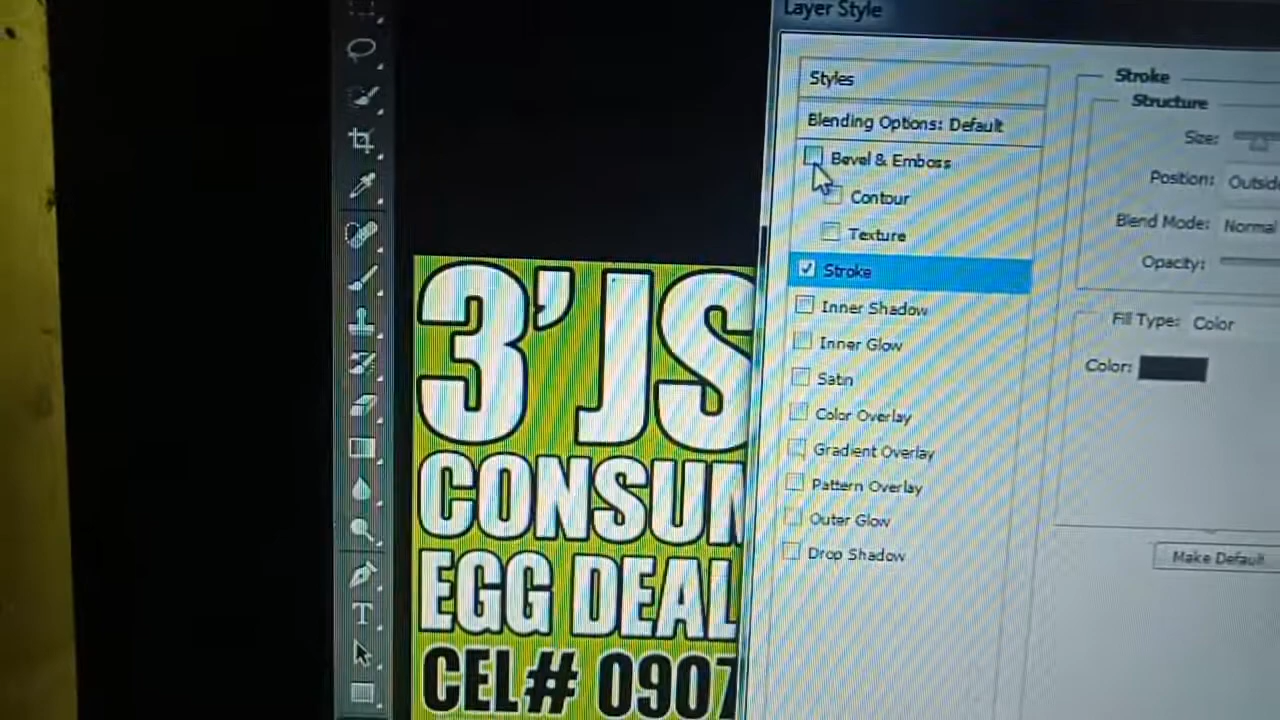 Layer Style
Styles
Blending Options: Default
Bevel & Emboss
Contour
Texture
Stroke
Inner Shadow
Inner Glow
Satin
Color Overlay
Gradient Overlay
Pattern Overlay
Outer Glow
Drop Shadow
Stroke
Structure
Size:
Position: Outsid
Blend Mode: Normal
Opacity:
Fill Type: Color
Color:
Make Default
3'JS
CONSUM
EGG DEAL
CEL# 0907
T